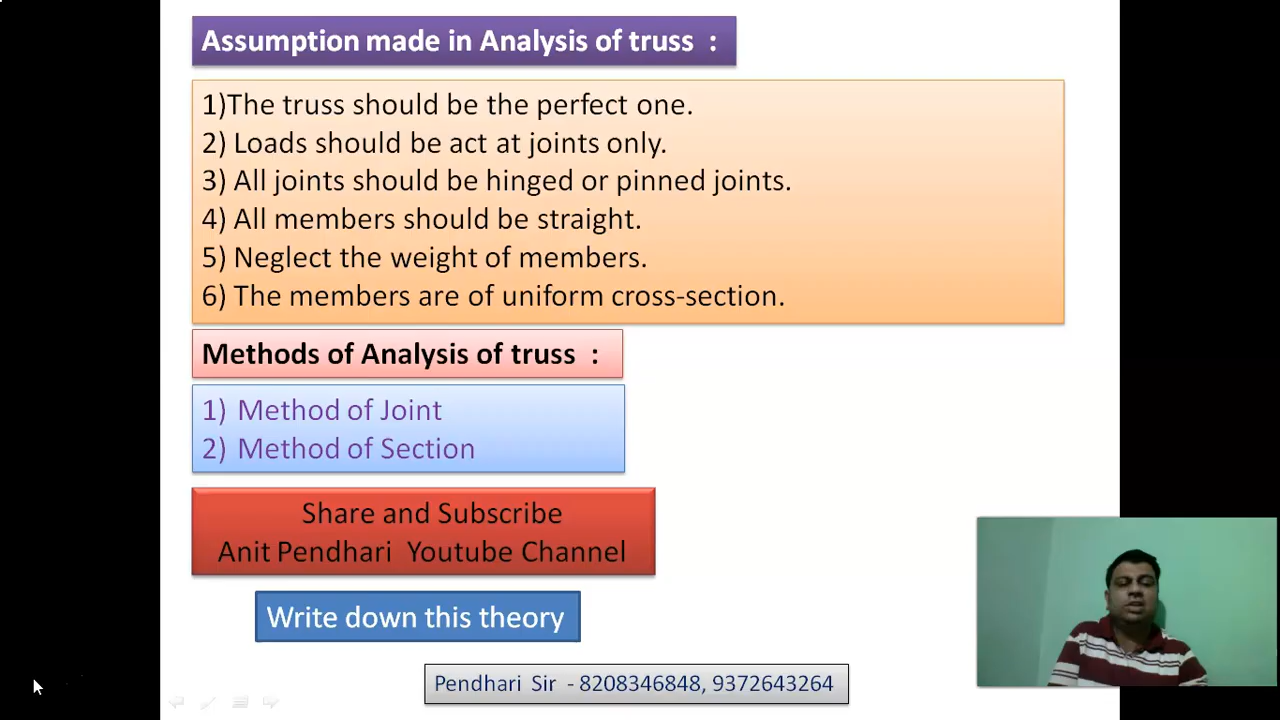 Assumption made in Analysis of truss :
1)The truss should be the perfect one.
2) Loads should be act at joints only.
3) All joints should be hinged or pinned joints.
4) All members should be straight.
5) Neglect the weight of members.
6) The members are of uniform cross-section.
Methods of Analysis of truss :
1) Method of Joint
2) Method of Section
Share and Subscribe
Anit Pendhari Youtube Channel
Write down this theory
Pendhari Sir - 8208346848, 9372643264